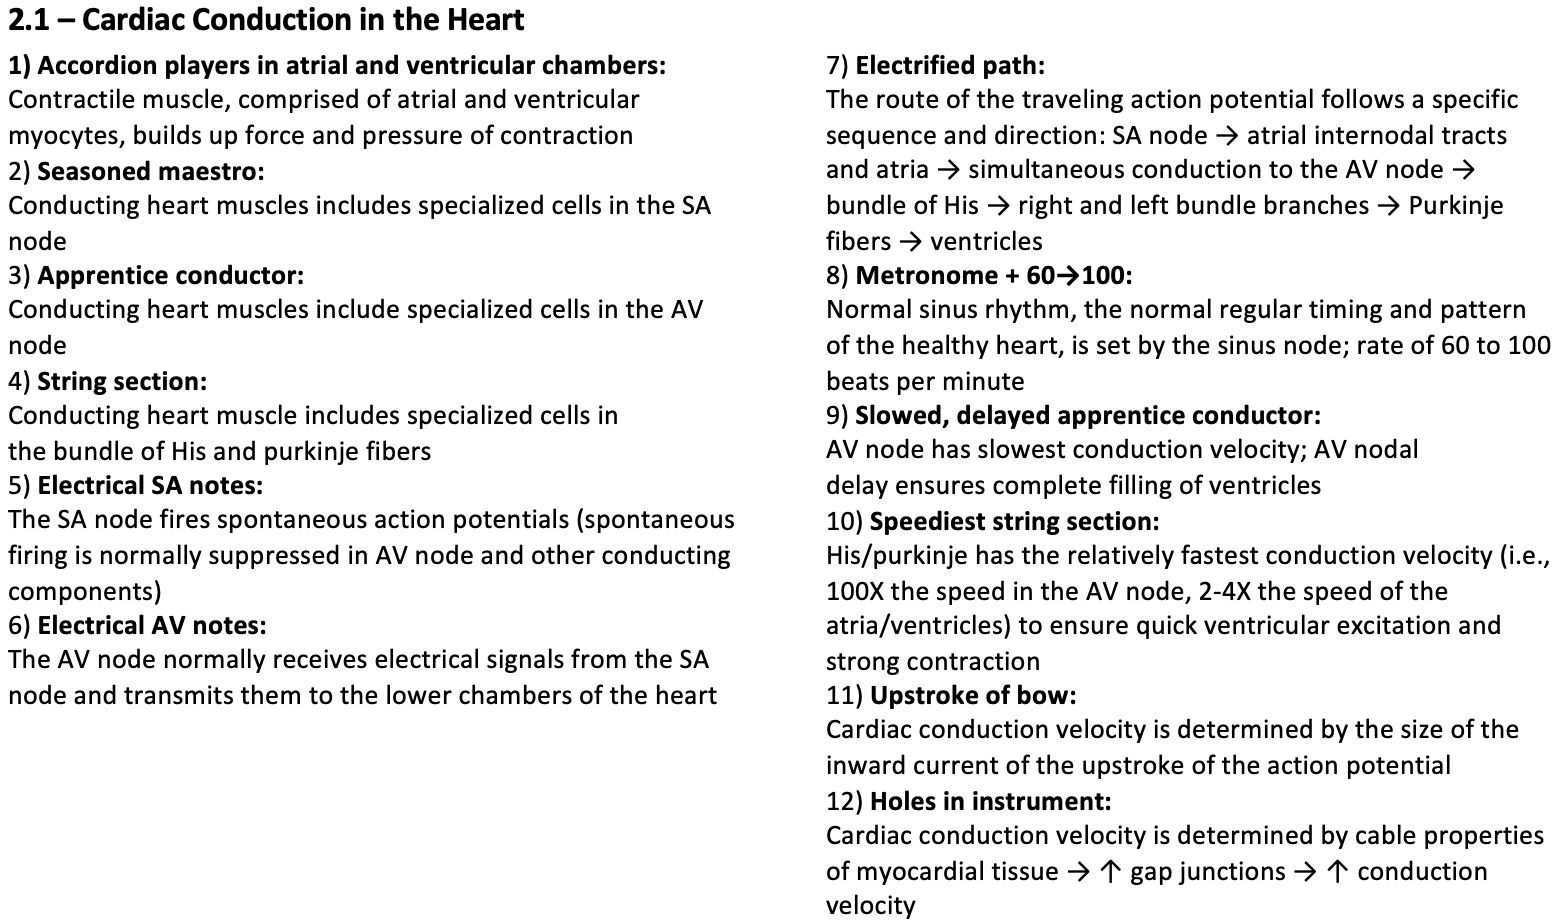 2.1 – Cardiac Conduction in the Heart
1) Accordion players in atrial and ventricular chambers:
Contractile muscle, comprised of atrial and ventricular
myocytes, builds up force and pressure of contraction
2) Seasoned maestro:
Conducting heart muscles includes specialized cells in the SA
node
3) Apprentice conductor:
Conducting heart muscles include specialized cells in the AV
node
4) String section:
Conducting heart muscle includes specialized cells in
the bundle of His and purkinje fibers
5) Electrical SA notes:
The SA node fires spontaneous action potentials (spontaneous
firing is normally suppressed in AV node and other conducting
components)
6) Electrical AV notes:
The AV node normally receives electrical signals from the SA
node and transmits them to the lower chambers of the heart
7) Electrified path:
The route of the traveling action potential follows a specific
sequence and direction: SA node → atrial internodal tracts
and atria → simultaneous conduction to the AV node →
bundle of His → right and left bundle branches → Purkinje
fibers → ventricles
8) Metronome + 60→100:
Normal sinus rhythm, the normal regular timing and pattern
of the healthy heart, is set by the sinus node; rate of 60 to 100
beats per minute
9) Slowed, delayed apprentice conductor:
AV node has slowest conduction velocity; AV nodal
delay ensures complete filling of ventricles
10) Speediest string section:
His/purkinje has the relatively fastest conduction velocity (i.e.,
100X the speed in the AV node, 2-4X the speed of the
atria/ventricles) to ensure quick ventricular excitation and
strong contraction
11) Upstroke of bow:
Cardiac conduction velocity is determined by the size of the
inward current of the upstroke of the action potential
12) Holes in instrument:
Cardiac conduction velocity is determined by cable properties
of myocardial tissue → ↑ gap junctions → ↑ conduction
velocity